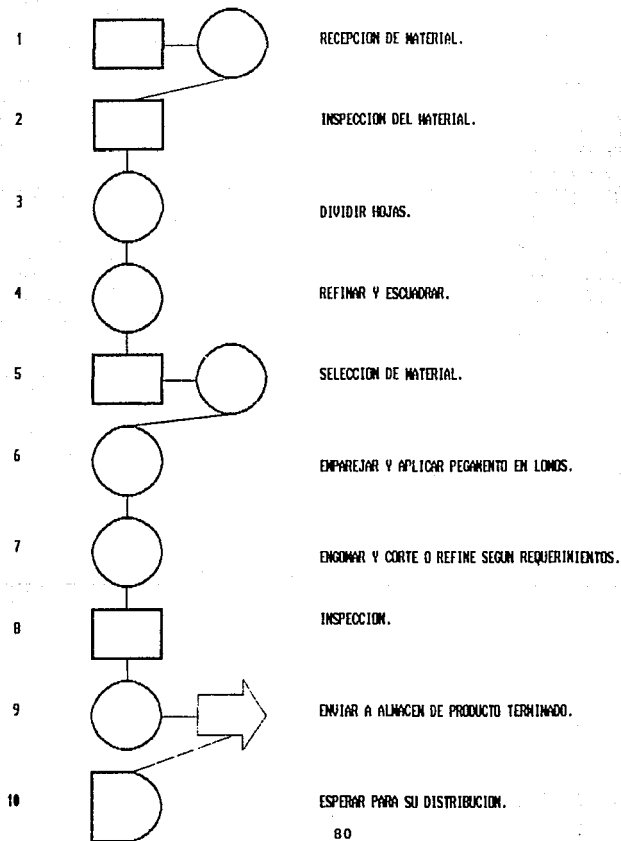 1 RECEPCION DE MATERIAL.
2 INSPECCION DEL MATERIAL.
3 DIVIDIR HOJAS.
4 REFINAR Y ESCUADRAR.
5 SELECCION DE MATERIAL.
6 EMPAREJAR Y APLICAR PEGAMENTO EN LOMOS.
7 ENGOMAR Y CORTE O REFINE SEGUN REQUERIMIENTOS.
8 INSPECCION.
9 ENVIAR A ALMACEN DE PRODUCTO TERMINADO.
10 ESPERAR PARA SU DISTRIBUCION.
80